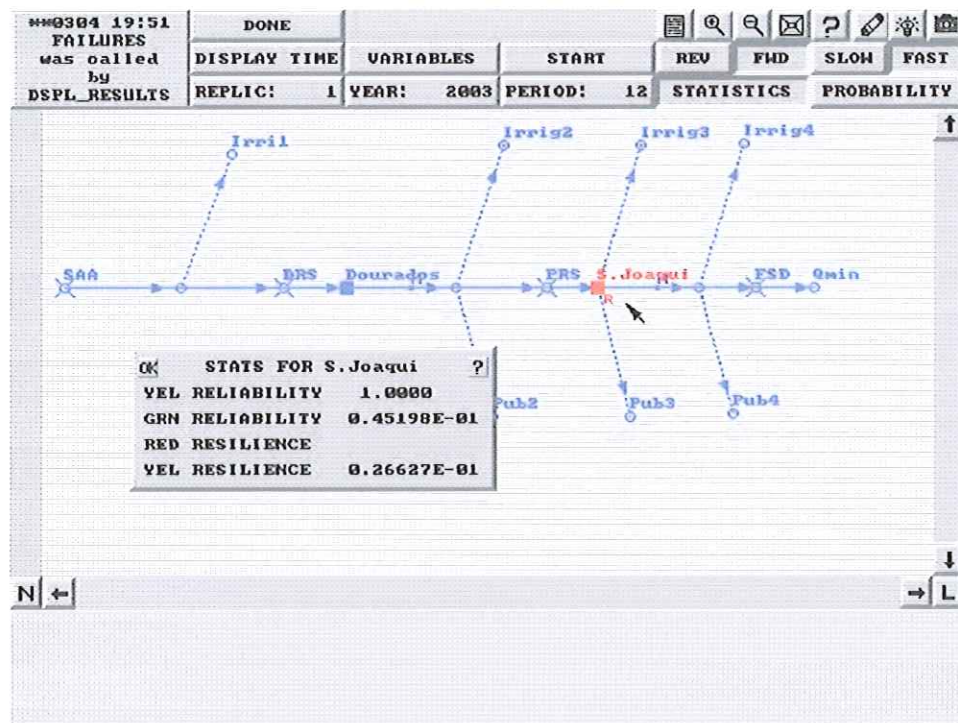 ***0304 19:51
FAILURES
was oalled
by
DSPL_RESULTS
DONE
DISPLAY TIME VARIABLES START REV FWD SLOW FAST
REPLIC: 1 YEAR: 2003 PERIOD: 12 STATISTICS PROBABILITY
?
Irri1 Irrig2 Irrig3 Irrig4
SAA DRS Dourados PRS S.Joaqui FSD Qmin
R
OK STATS FOR S.Joaqui ?
YEL RELIABILITY 1.0000
GRN RELIABILITY 0.45198E-01
RED RESILIENCE
YEL RESILIENCE 0.26627E-01
Pub2 Pub3 Pub4
N L